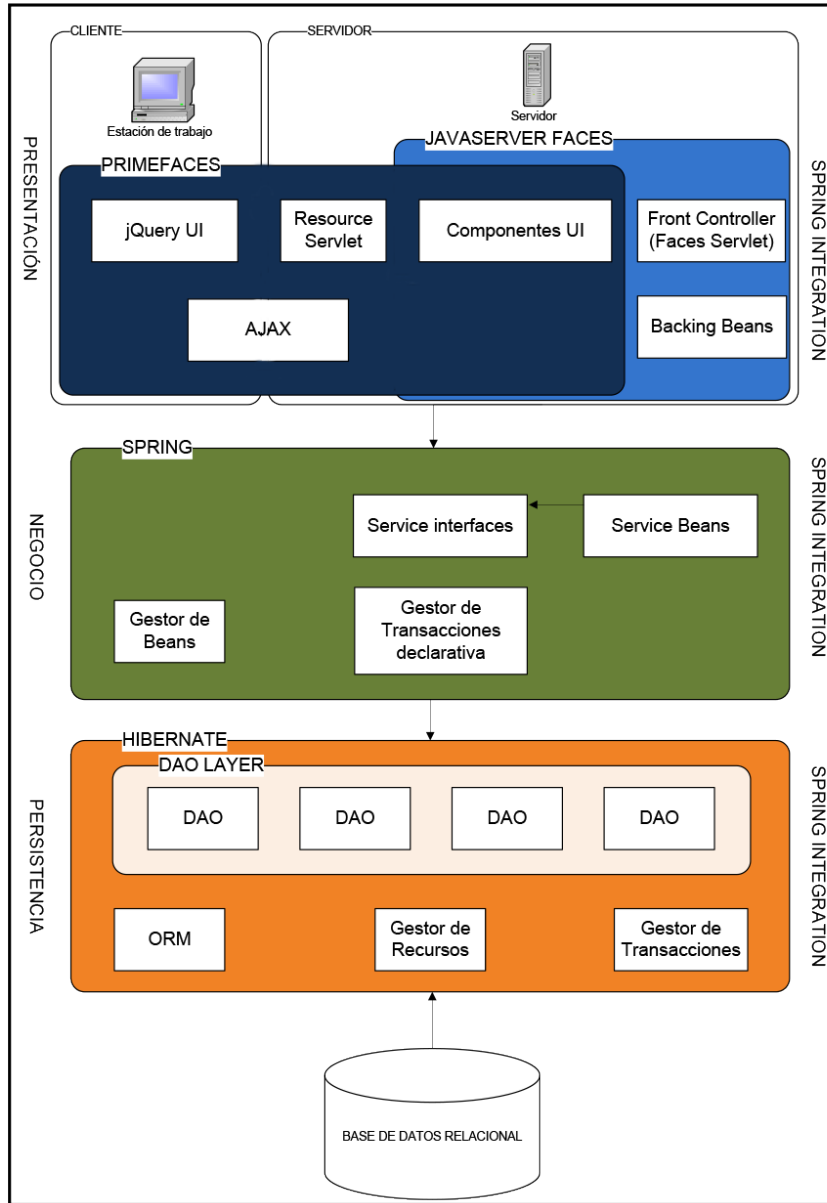 CLIENTE
SERVIDOR
Estación de trabajo
Servidor
PRESENTACIÓN
JAVASERVER FACES
PRIMEFACES
SPRING INTEGRATION
jQuery UI
Resource
Servlet
Componentes UI
Front Controller
(Faces Servlet)
AJAX
Backing Beans
SPRING
NEGOCIO
SPRING INTEGRATION
Service interfaces
Service Beans
Gestor de
Beans
Gestor de
Transacciones
declarativa
HIBERNATE
DAO LAYER
PERSISTENCIA
SPRING INTEGRATION
DAO
DAO
DAO
DAO
ORM
Gestor de
Recursos
Gestor de
Transacciones
BASE DE DATOS RELACIONAL